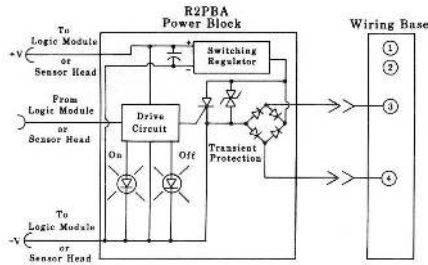 R2PBA
Power Block
Wiring Base
To
Logic Module
or
Sensor Head
+V
Switching
Regulator
+
-
1
2
From
Logic Module
or
Sensor Head
Drive
Circuit
3
On
Off
Transient
Protection
4
To
Logic Module
or
Sensor Head
-V